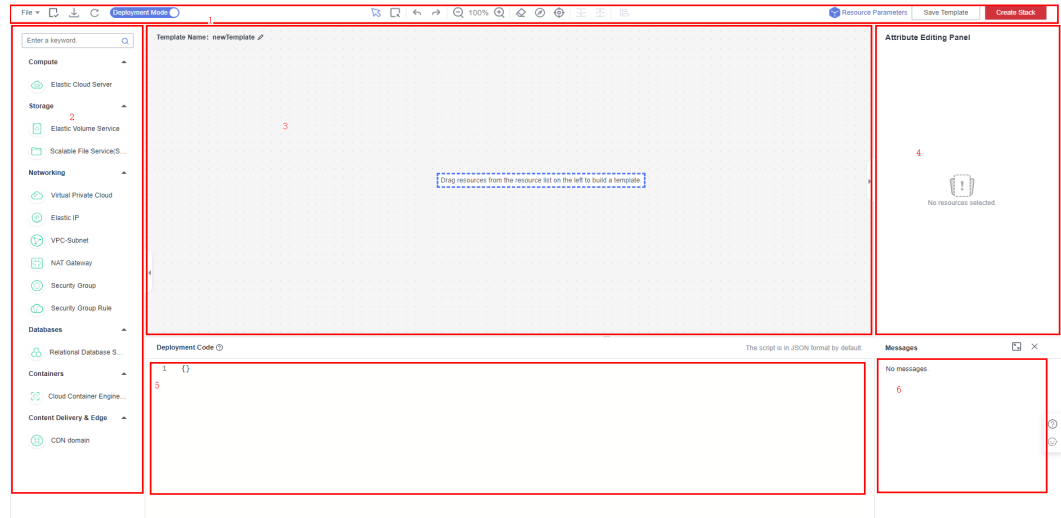 File Deployment Mode 100% Resource Parameters Save Template Create Stack
1
Enter a keyword.
Compute
Elastic Cloud Server
Storage
2
Elastic Volume Service
Scalable File Service(S...
Networking
Virtual Private Cloud
Elastic IP
VPC-Subnet
NAT Gateway
Security Group
Security Group Rule
Databases
Relational Database S...
Containers
Cloud Container Engine...
Content Delivery & Edge
CDN domain
Template Name: newTemplate
3
Drag resources from the resource list on the left to build a template.
Attribute Editing Panel
4
No resources selected.
Deployment Code The script is in JSON format by default.
1 {}
5
Messages
No messages.
6